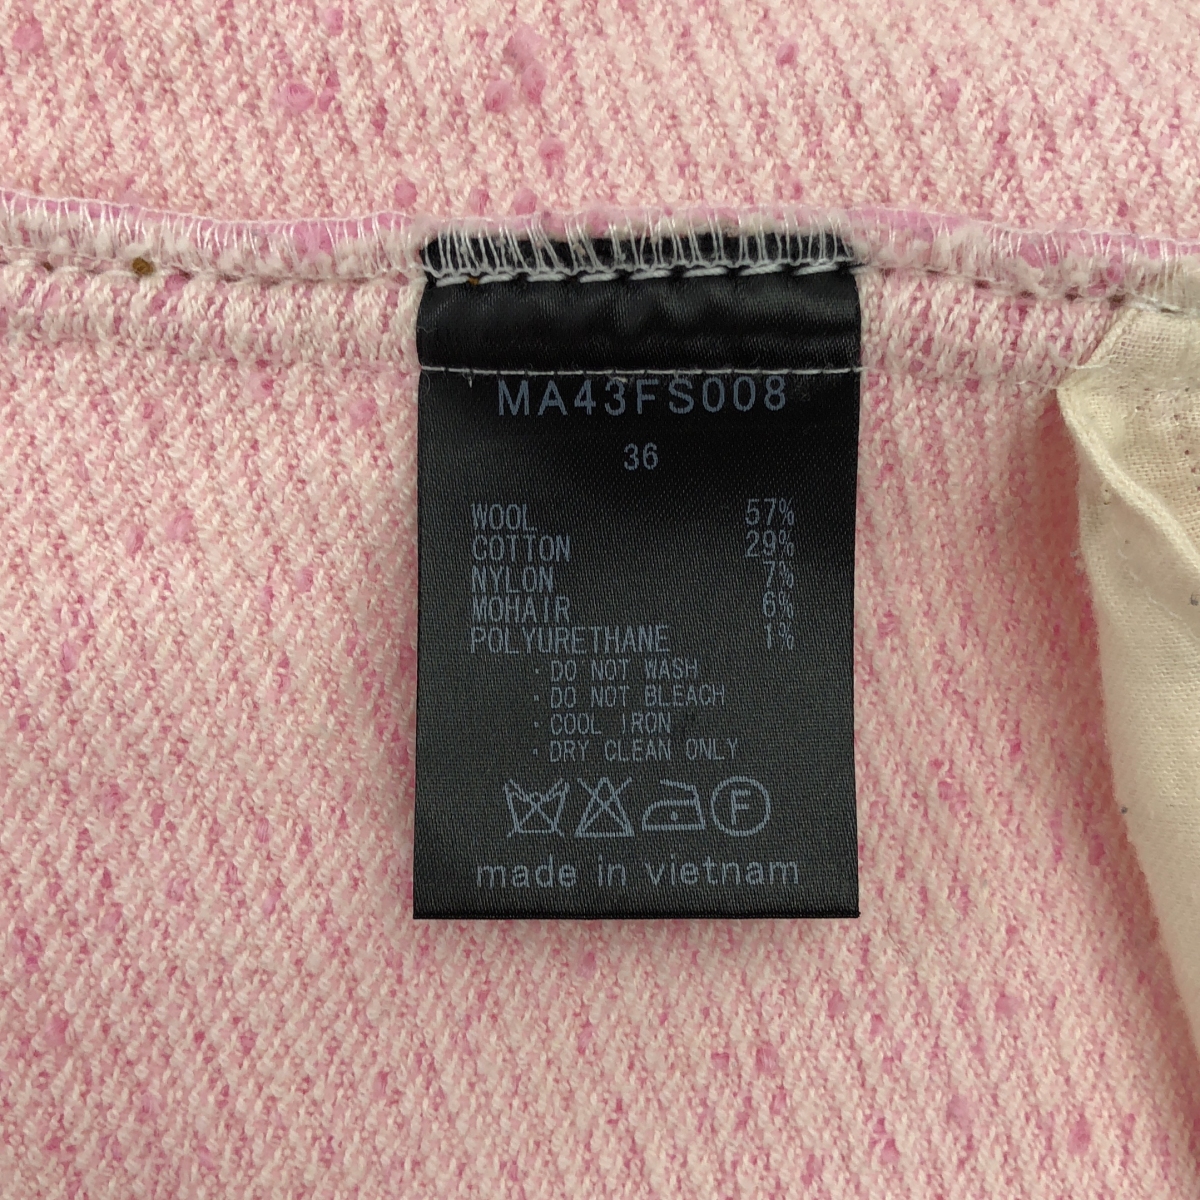 MA43FS008
36
WOOL 57%
COTTON 29%
NYLON 7%
MOHAIR 6%
POLYURETHANE 1%
・DO NOT WASH
・DO NOT BLEACH
・COOL IRON
・DRY CLEAN ONLY
F
made in vietnam